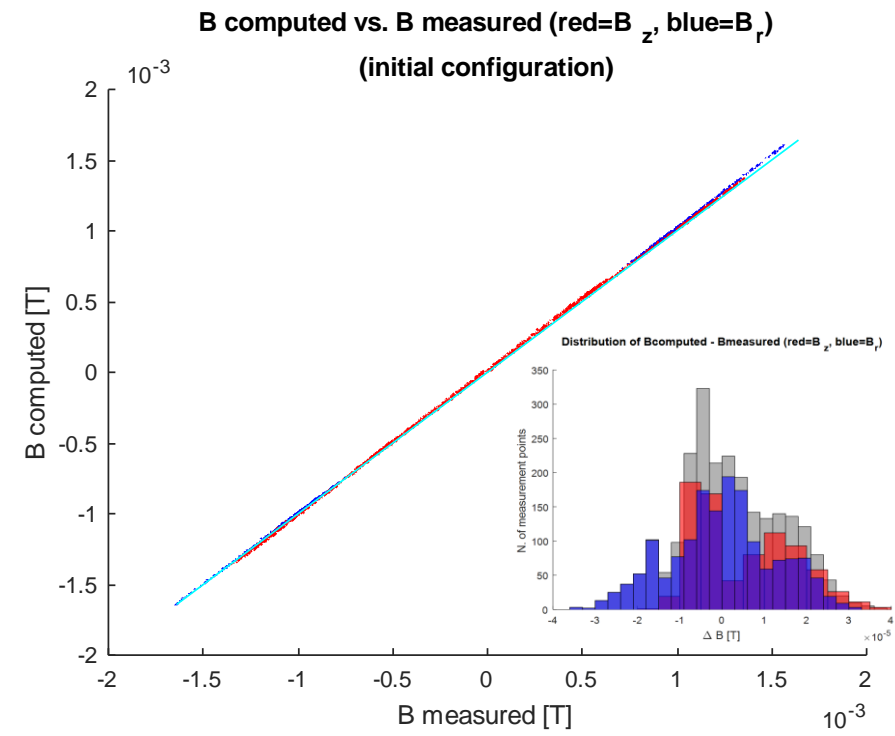 B computed vs. B measured (red=B z, blue=Br)
(initial configuration)
10-3
2
1.5
1
0.5
0
-0.5
-1
-1.5
-2
B computed [T]
-2 -1.5 -1 -0.5 0 0.5 1 1.5 2
B measured [T]
10-3
Distribution of Bcomputed - Bmeasured (red=B z, blue=Br)
350
300
250
200
150
100
50
0
N. of measurement points
-4 -3 -2 -1 0 1 2 3 4
Δ B [T]
×10-5